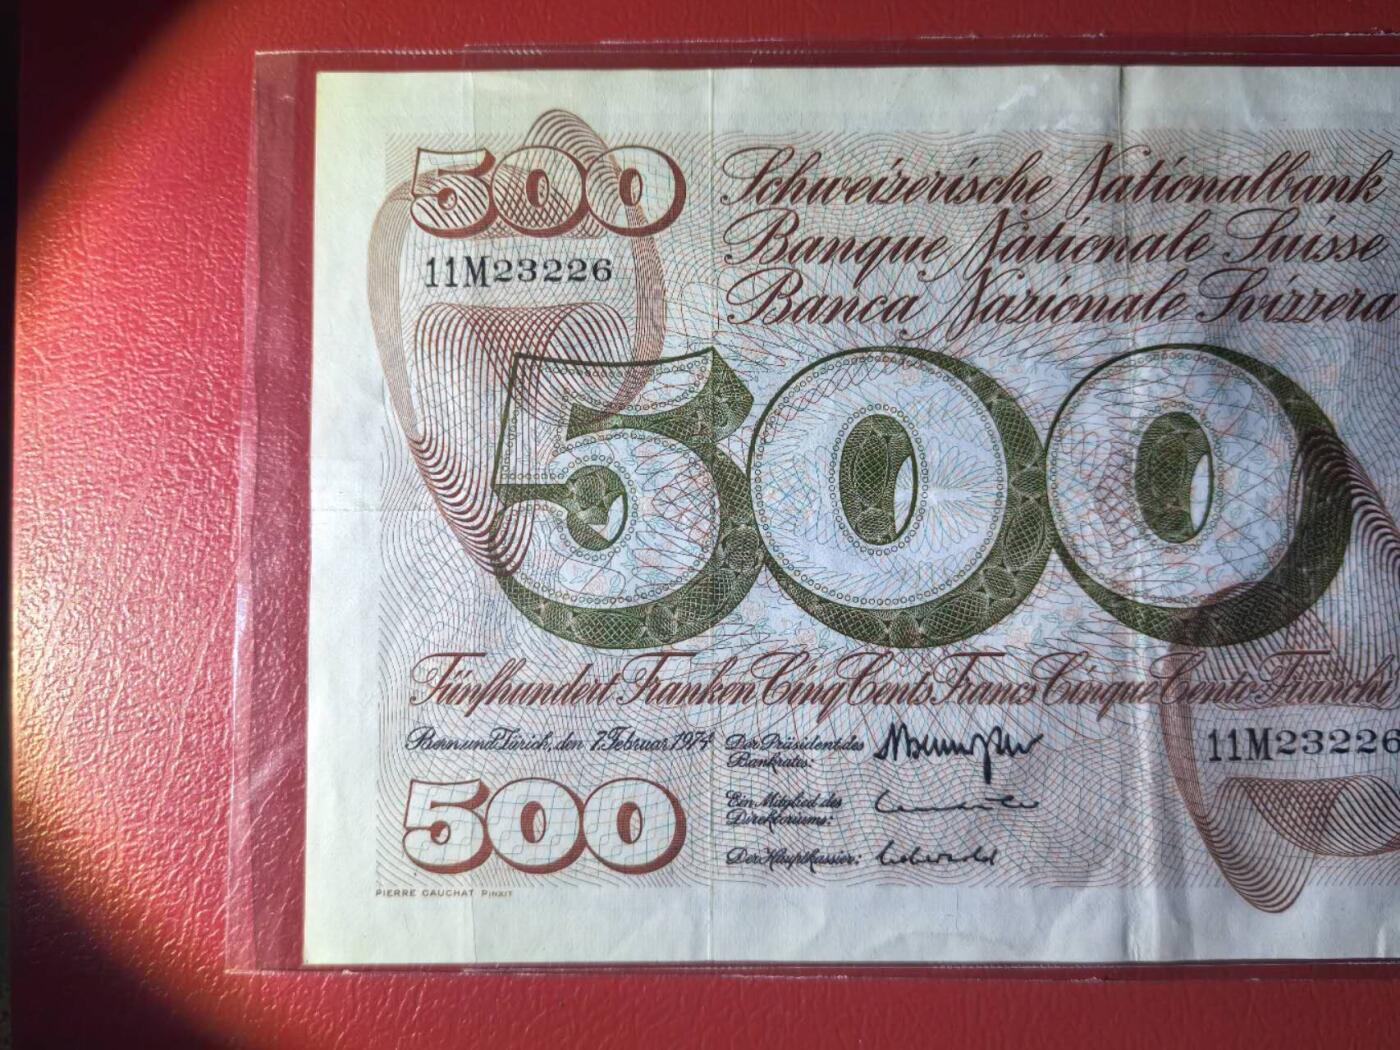 500
11M23226
Schweizerische Nationalbank
Banque Nationale Suisse
Banca Nazionale Svizzera
500
Fünfhundert Franken Cinq Cents Francs Cinque Cento Franchi
Bern und Zürich, den 7. Februar 1974
Der Präsident des
Bankrates:
11M23226
Ein Mitglied des
Direktoriums:
Der Hauptkassier:
500
PIERRE GAUCHAT PINXIT